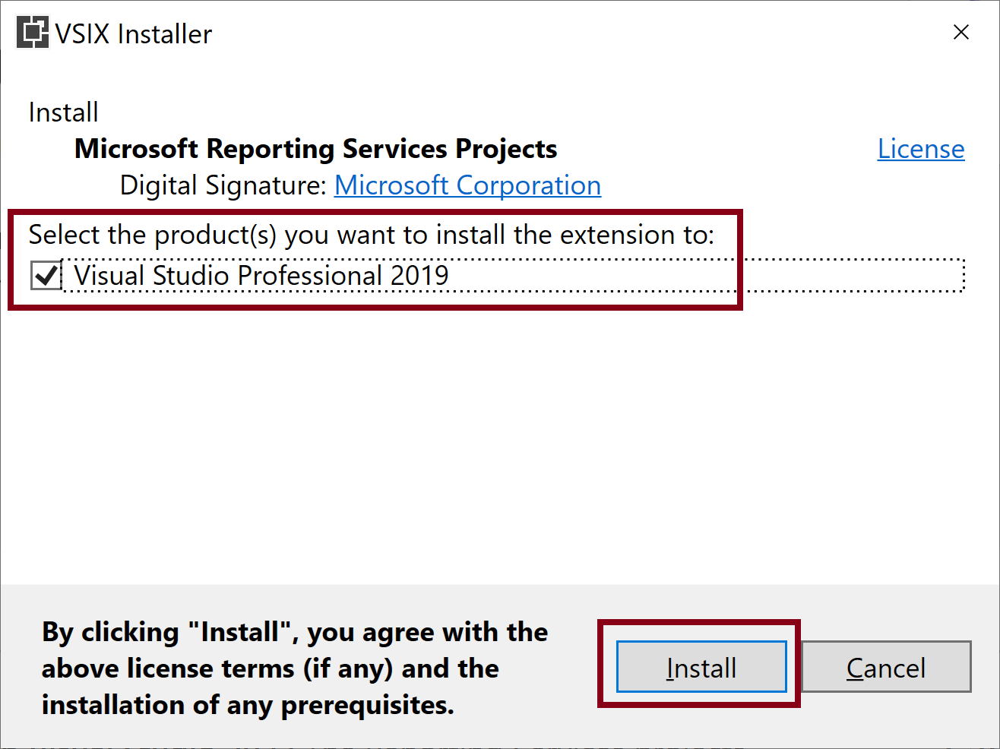 VSIX Installer
Install
Microsoft Reporting Services Projects
License
Digital Signature: Microsoft Corporation
Select the product(s) you want to install the extension to:
Visual Studio Professional 2019
By clicking "Install", you agree with the
above license terms (if any) and the
installation of any prerequisites.
Install
Cancel